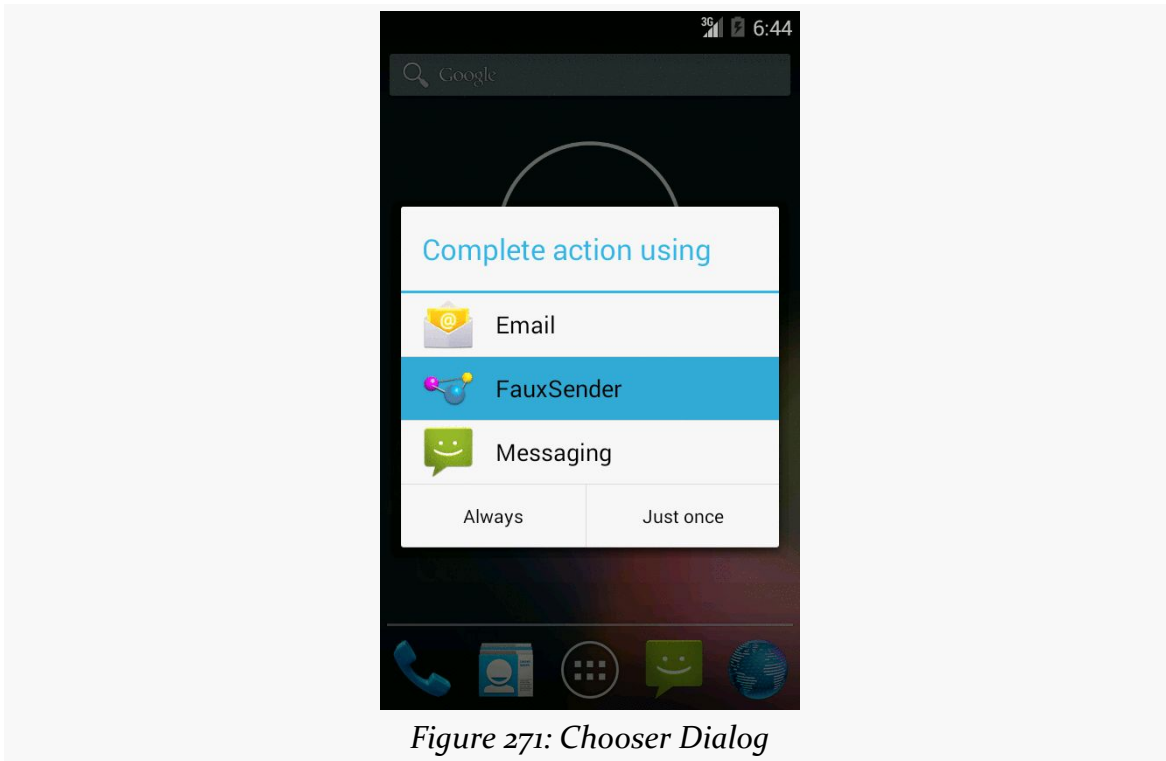 3G 6:44
Google
Complete action using
@
Email
FauxSender
Messaging
Always Just once
Figure 271: Chooser Dialog